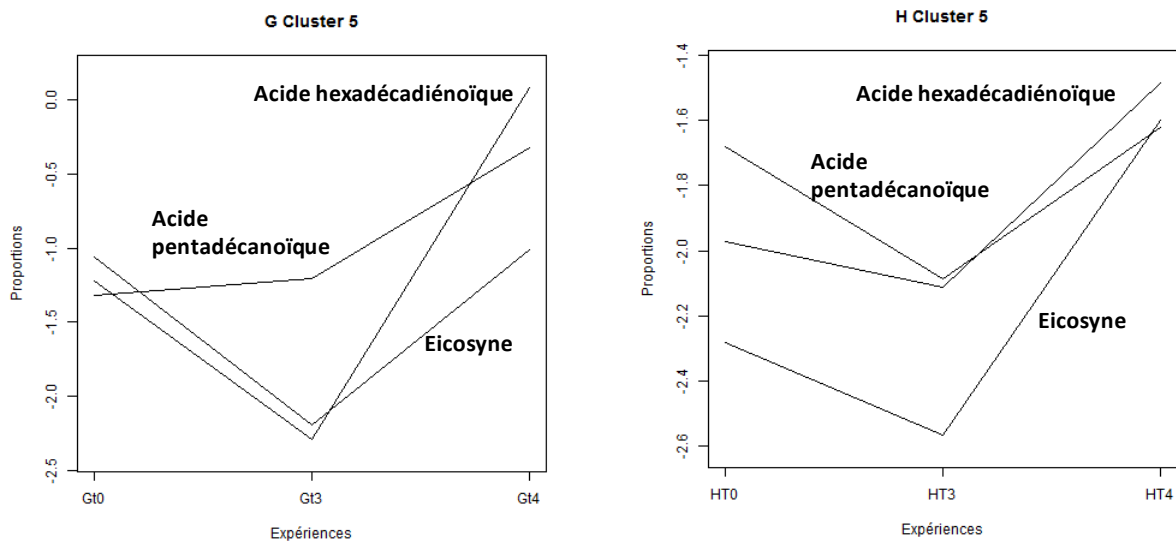 G Cluster 5
Acide hexadécadiénoïque
Acide
pentadécanoïque
Eicosyne
Proportions
0.0
-0.5
-1.0
-1.5
-2.0
-2.5
Gt0
Gt3
Gt4
Expériences
H Cluster 5
Acide hexadécadiénoïque
Acide
pentadécanoïque
Eicosyne
Proportions
-1.4
-1.6
-1.8
-2.0
-2.2
-2.4
-2.6
HT0
HT3
HT4
Expériences